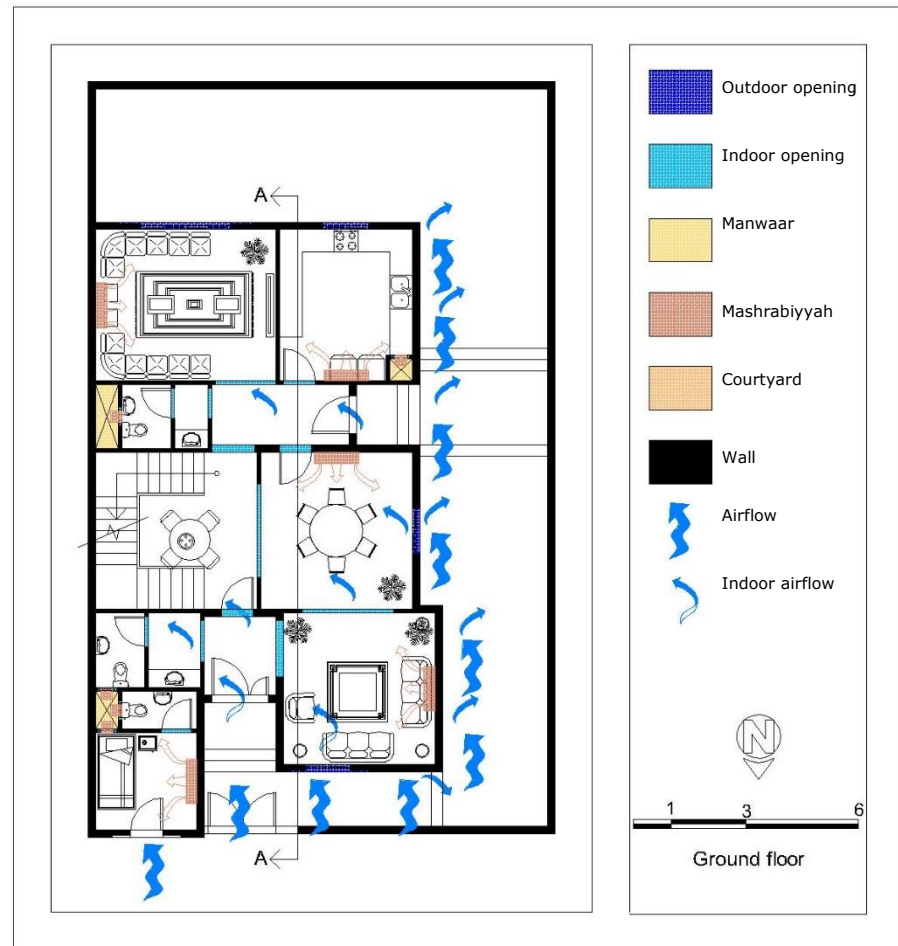 A
A
Outdoor opening
Indoor opening
Manwaar
Mashrabiyyah
Courtyard
Wall
Airflow
Indoor airflow
N
1 3 6
Ground floor